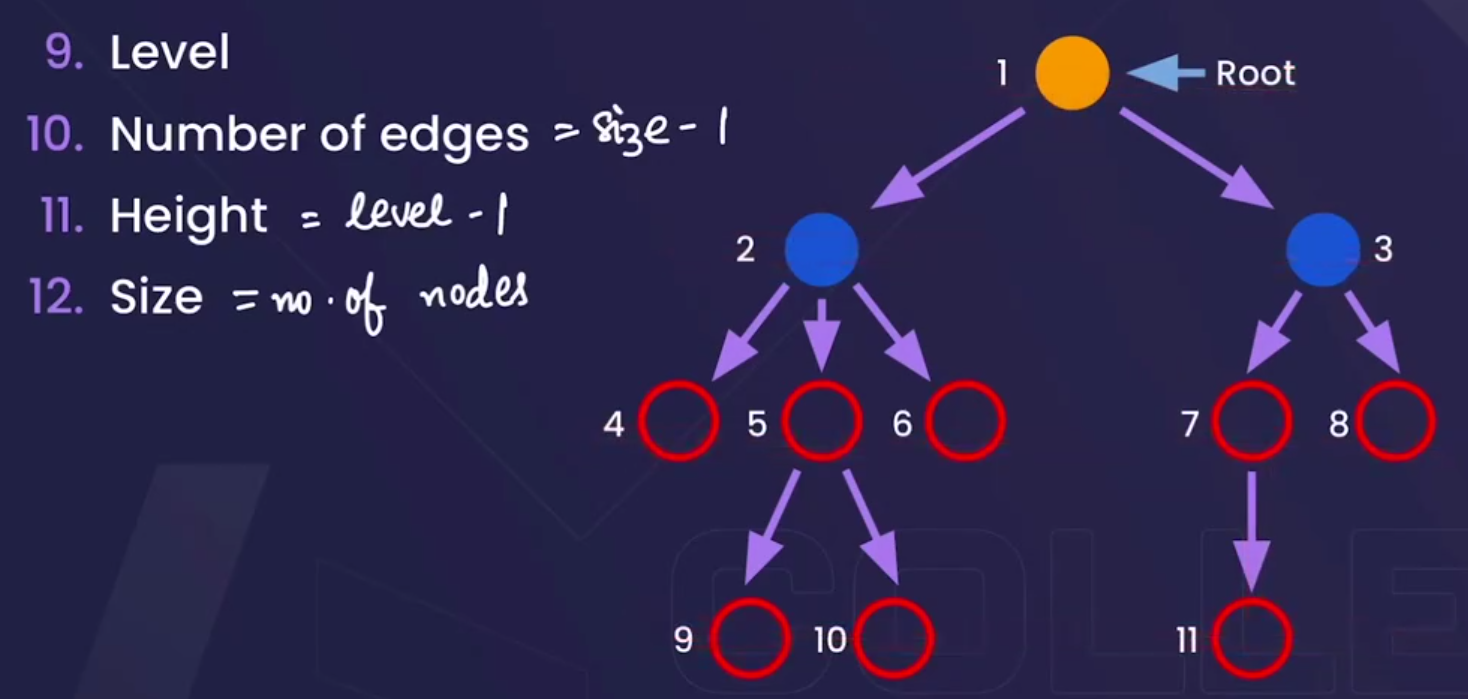 9. Level
10. Number of edges = size - 1
11. Height = level - 1
12. Size = no. of nodes
1 Root
2 3
4 5 6 7 8
9 10 11
COLLE